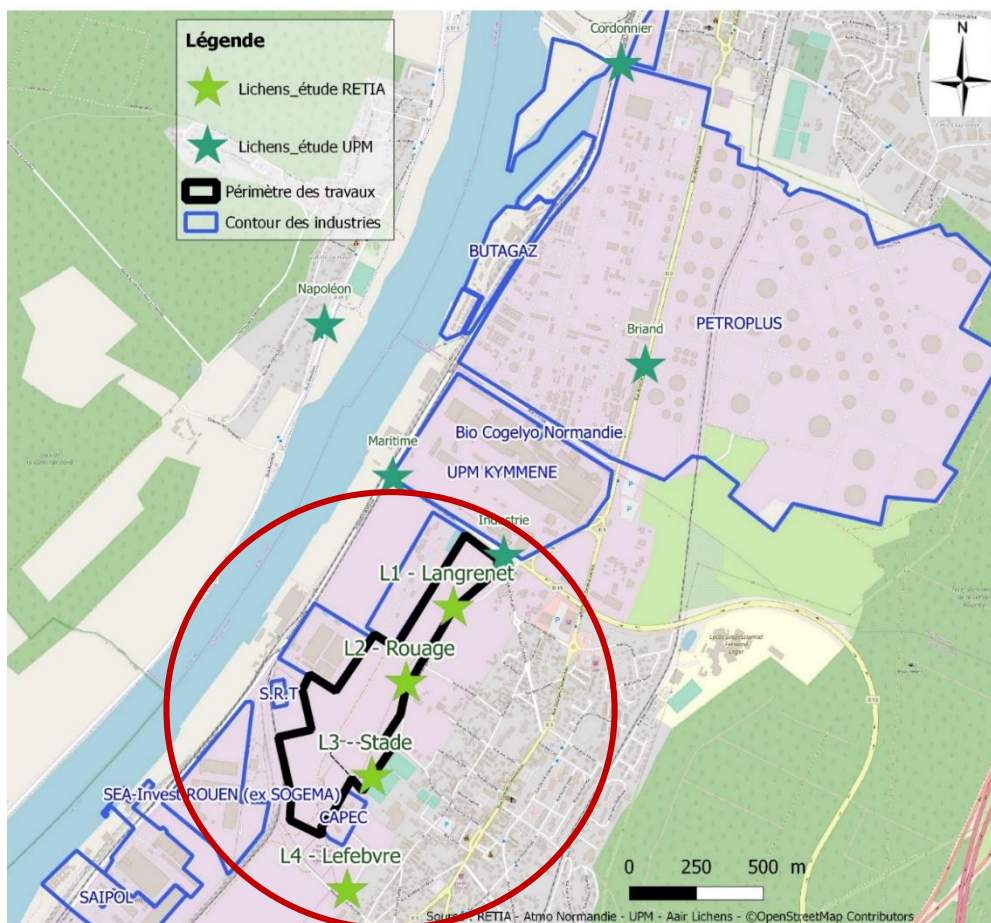 Légende
Lichens_étude RETIA
Lichens_étude UPM
Périmètre des travaux
Contour des industries
N
Cordonnier
BUTAGAZ
Napoléon
Briand
PETROPLUS
Maritime
Bio Cogelyo Normandie
UPM KYMMENE
Industrie
L1 - Langrenet
L2 - Rouage
S.R.T
L3 - Stade
SEA-Invest ROUEN (ex SOGEMA)
CAPEC
L4 - Lefebvre
SAIPOL
0 250 500 m
Source : RETIA - Atmo Normandie - UPM - Aair Lichens - ©OpenStreetMap Contributors